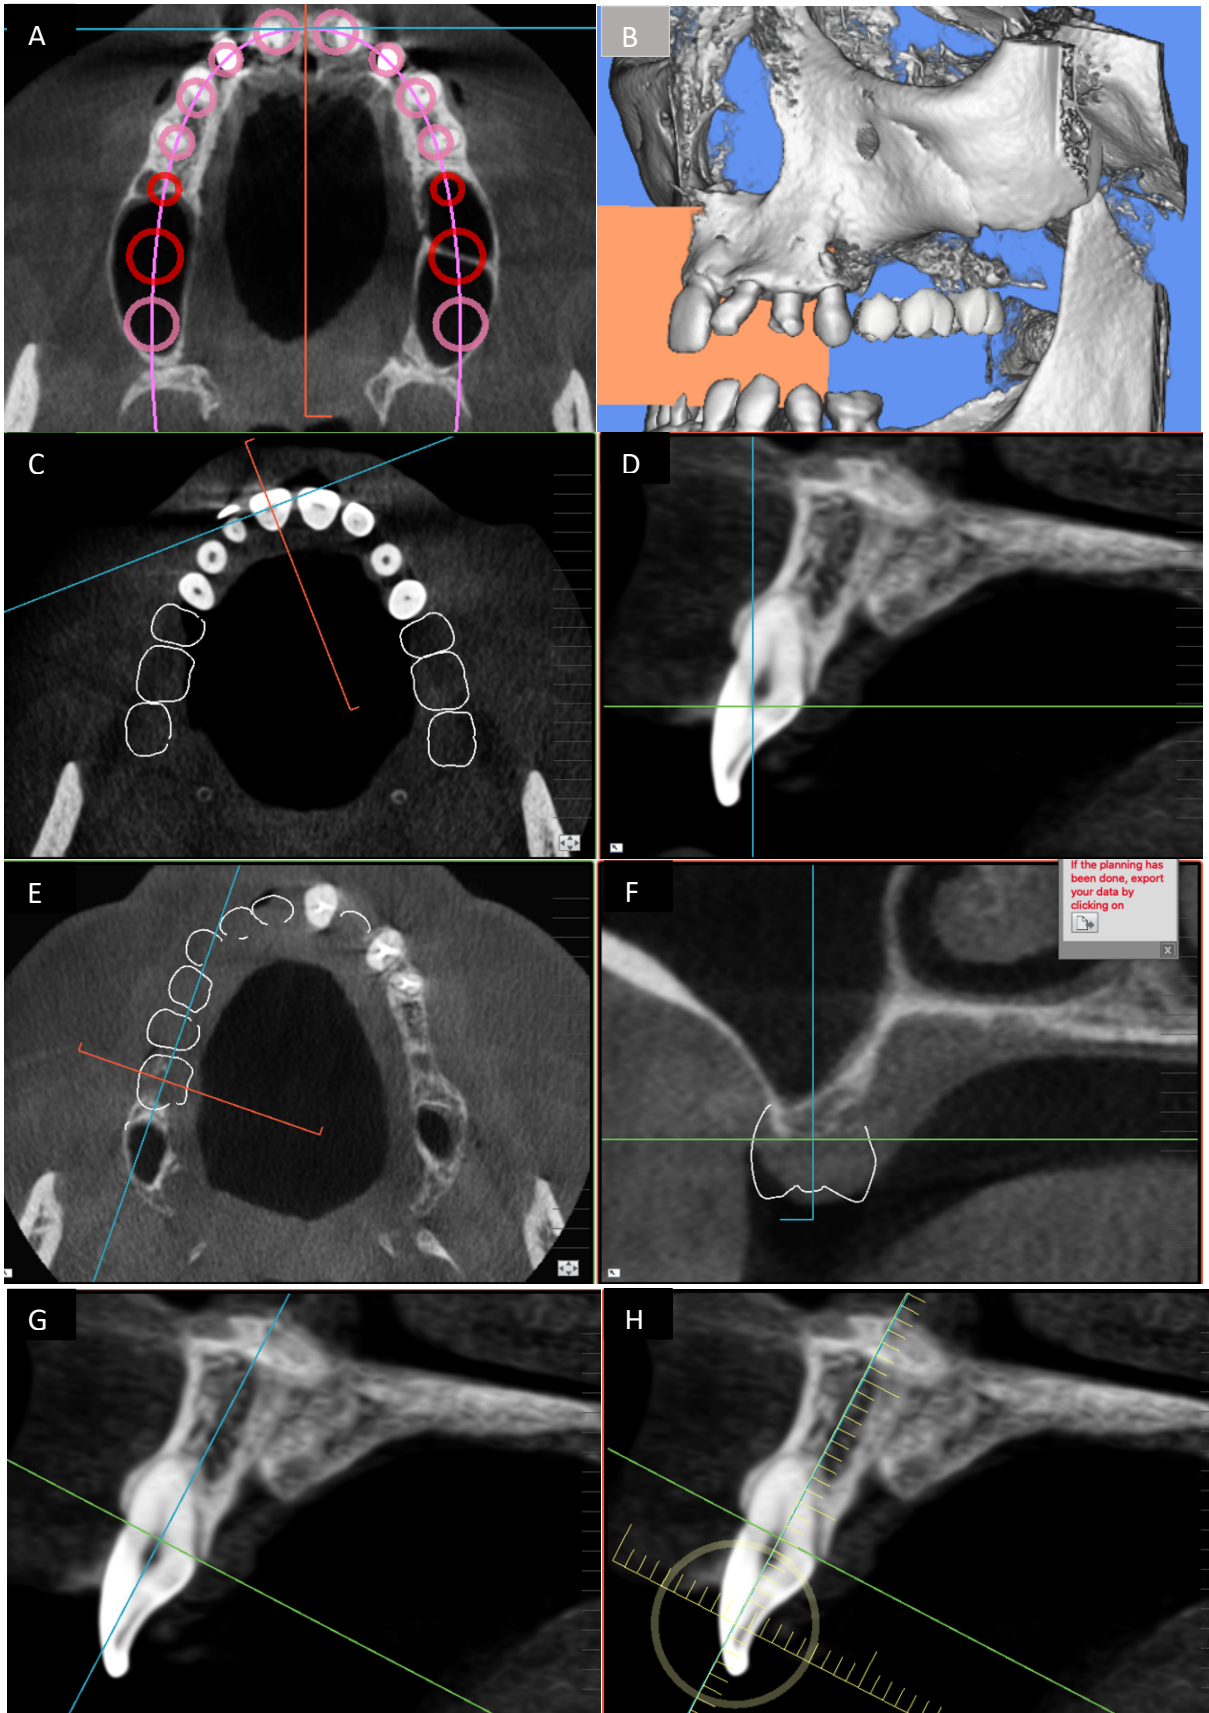 A
B
C
D
E
F
If the planning has
been done, export
your data by
clicking on
x
G
H